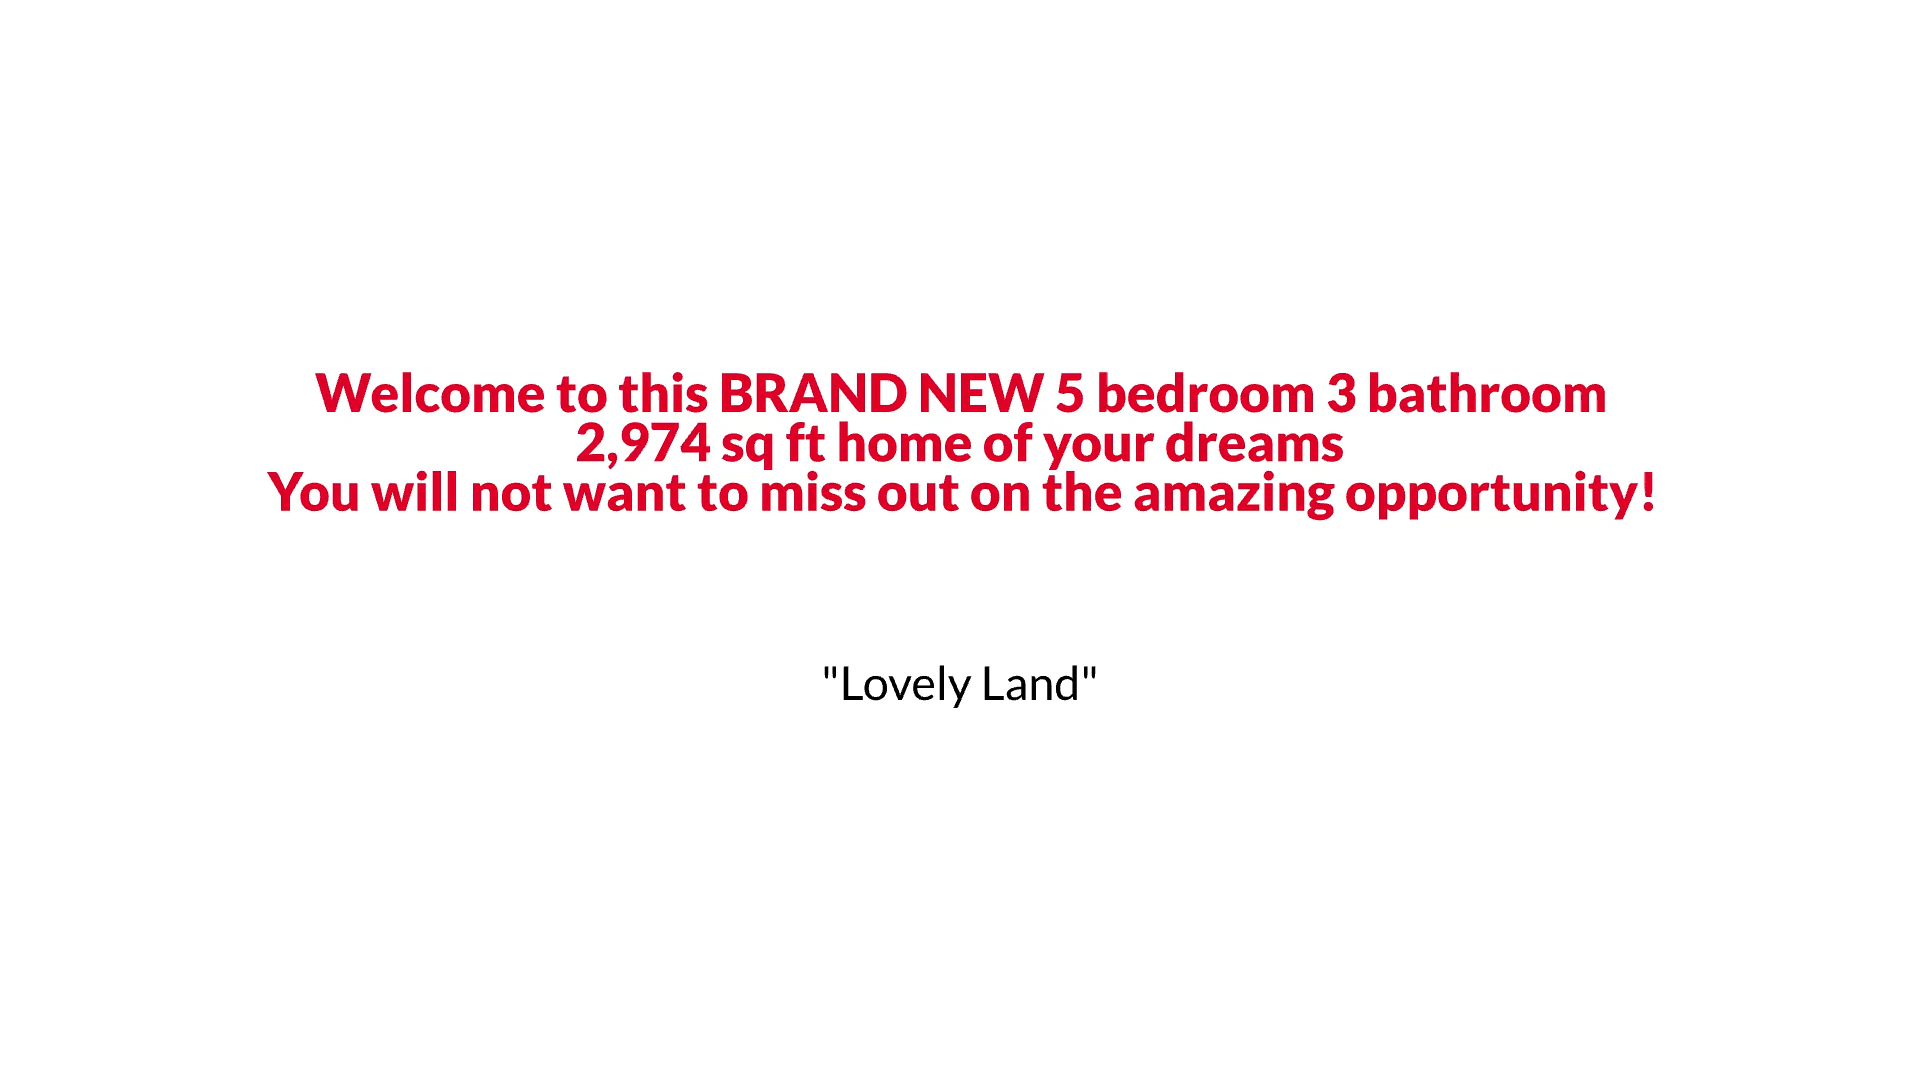 Welcome to this BRAND NEW 5 bedroom 3 bathroom
2,974 sq ft home of your dreams
You will not want to miss out on the amazing opportunity!
"Lovely Land"